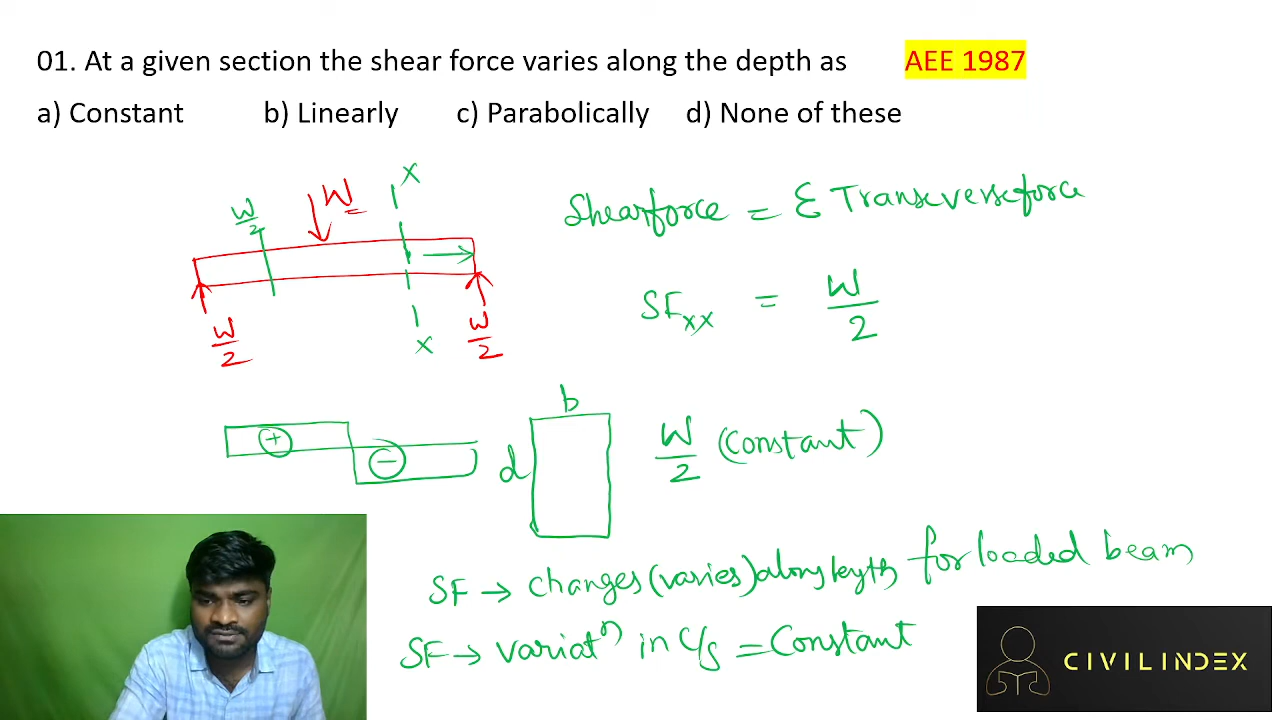 01. At a given section the shear force varies along the depth as AEE 1987
a) Constant b) Linearly c) Parabolically d) None of these
X
W
W/2
Shearforce = Ɛ Transverseforce
SFxx = W/2
W/2
W/2
X
b
+
−
d
W/2 (Constant)
SF → changes (varies) along length for loaded beam
SF → variatⁿ in c/s = Constant
CIVILINDEX